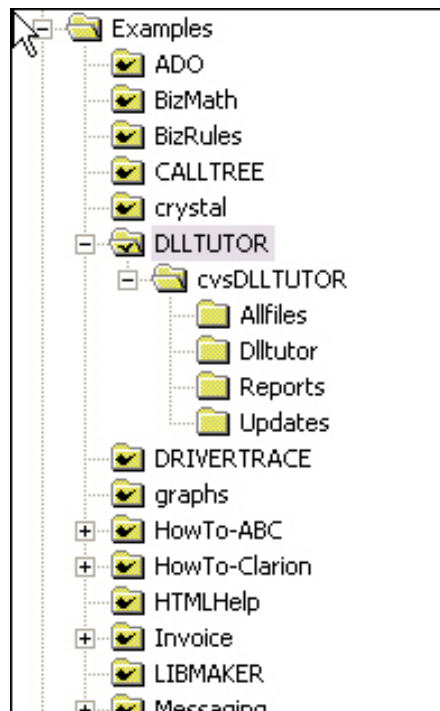 Examples
ADO
BizMath
BizRules
CALLTREE
crystal
DLLTUTOR
cvsDLLTUTOR
Allfiles
Dlltutor
Reports
Updates
DRIVERTRACE
graphs
HowTo-ABC
HowTo-Clarion
HTMLHelp
Invoice
LIBMAKER
Messaging